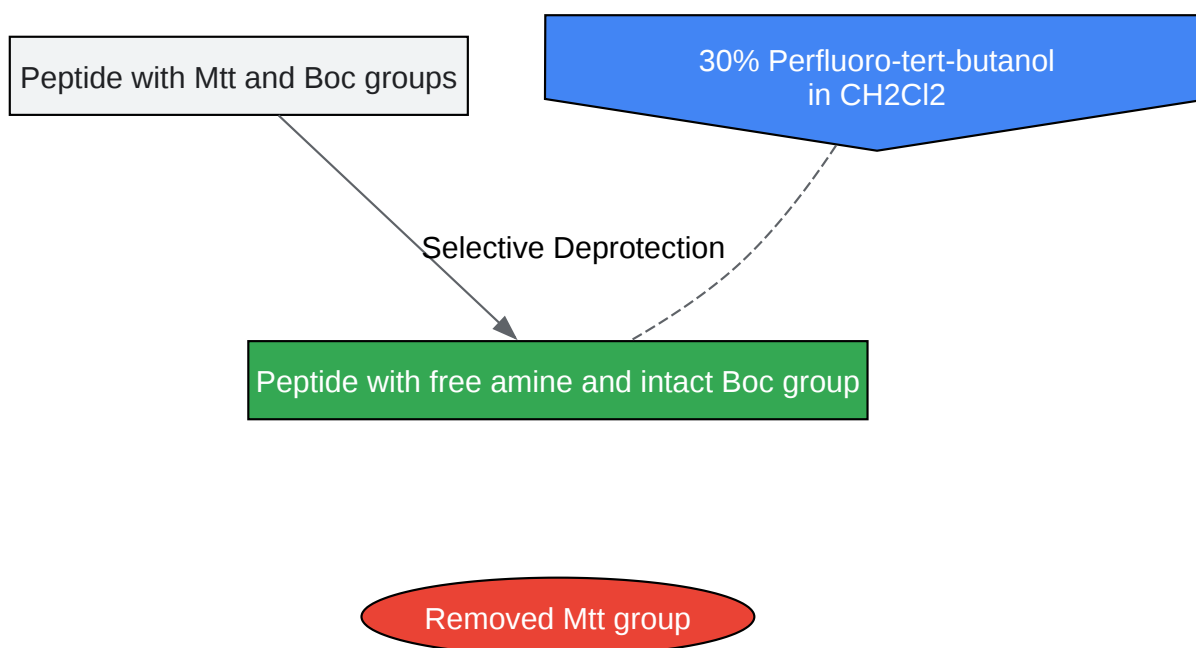 Peptide with Mtt and Boc groups
30% Perfluoro-tert-butanol
in CH2Cl2
Selective Deprotection
Peptide with free amine and intact Boc group
Removed Mtt group